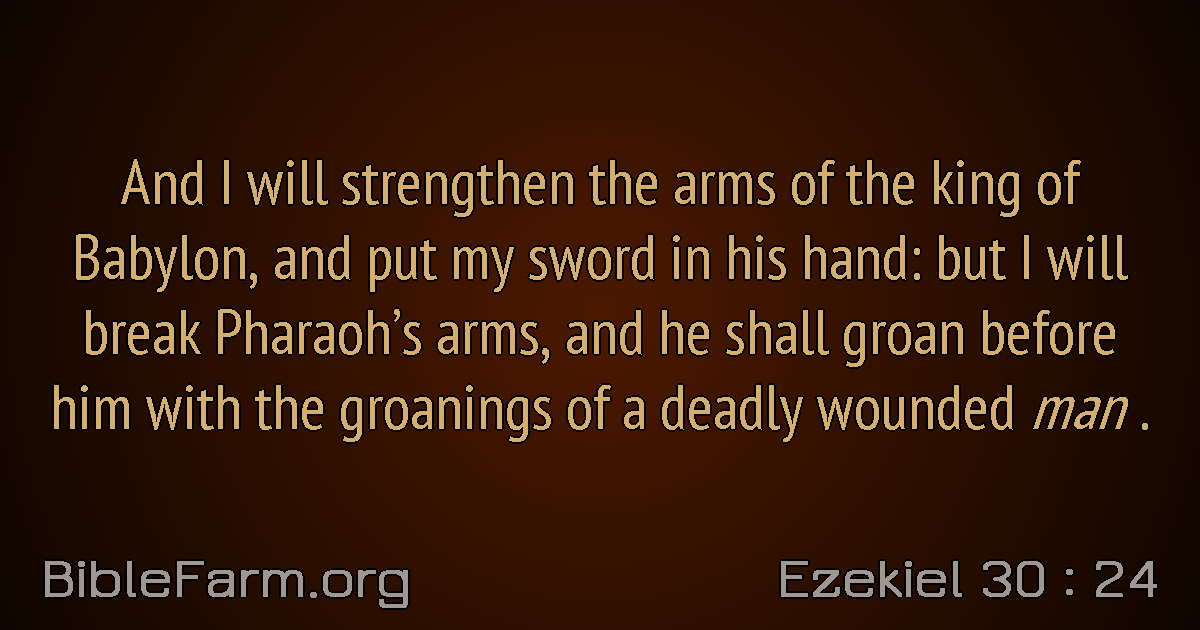 And I will strengthen the arms of the king of
Babylon, and put my sword in his hand: but I will
break Pharaoh’s arms, and he shall groan before
him with the groanings of a deadly wounded man .
BibleFarm.org
Ezekiel 30 : 24